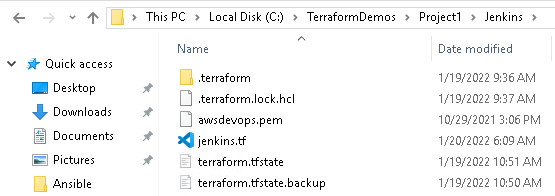 This PC > Local Disk (C:) > TerraformDemos > Project1 > Jenkins >
Name Date modified
Quick access
Desktop
Downloads
Documents
Pictures
Ansible
.terraform 1/19/2022 9:36 AM
.terraform.lock.hcl 1/19/2022 9:37 AM
awsdevops.pem 10/29/2021 3:06 PM
jenkins.tf 1/20/2022 6:09 AM
terraform.tfstate 1/19/2022 10:51 AM
terraform.tfstate.backup 1/19/2022 10:50 AM